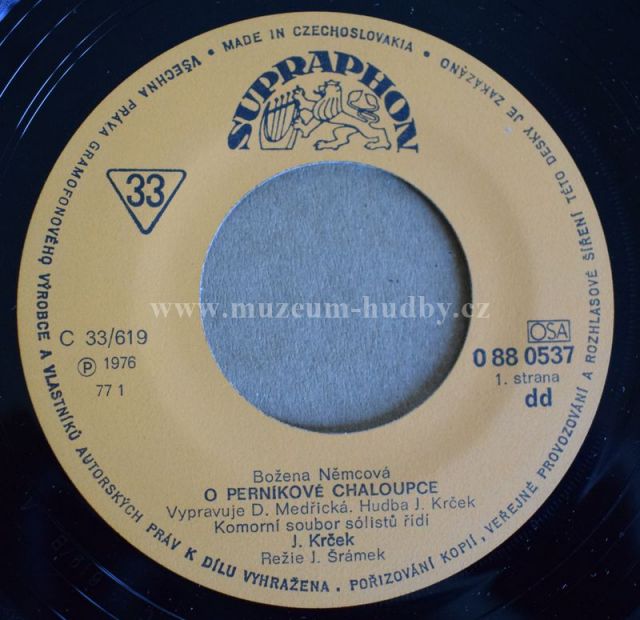 VŠECHNA PRÁVA GRAMOFONOVÉHO VÝROBCE A VLASTNÍKŮ AUTORSKÝCH PRÁV K DÍLU VYHRAŽENA. POŘIZOVÁNÍ KOPIÍ, VEŘEJNÉ PROVOZOVÁNÍ A ROZHLASOVÉ ŠÍŘENÍ TÉTO DESKY JE ZAKÁZÁNO • MADE IN CZECHOSLOVAKIA •
SUPRAPHON
33
www.muzeum-hudby.cz
C 33/619
Ⓟ 1976
77 1
OSA
0 88 0537
1. strana
dd
Božena Němcová
O PERNÍKOVÉ CHALOUPCE
Vypravuje D. Medřická. Hudba J. Krček
Komorní soubor sólistů řídí
J. Krček
Režie J. Šrámek